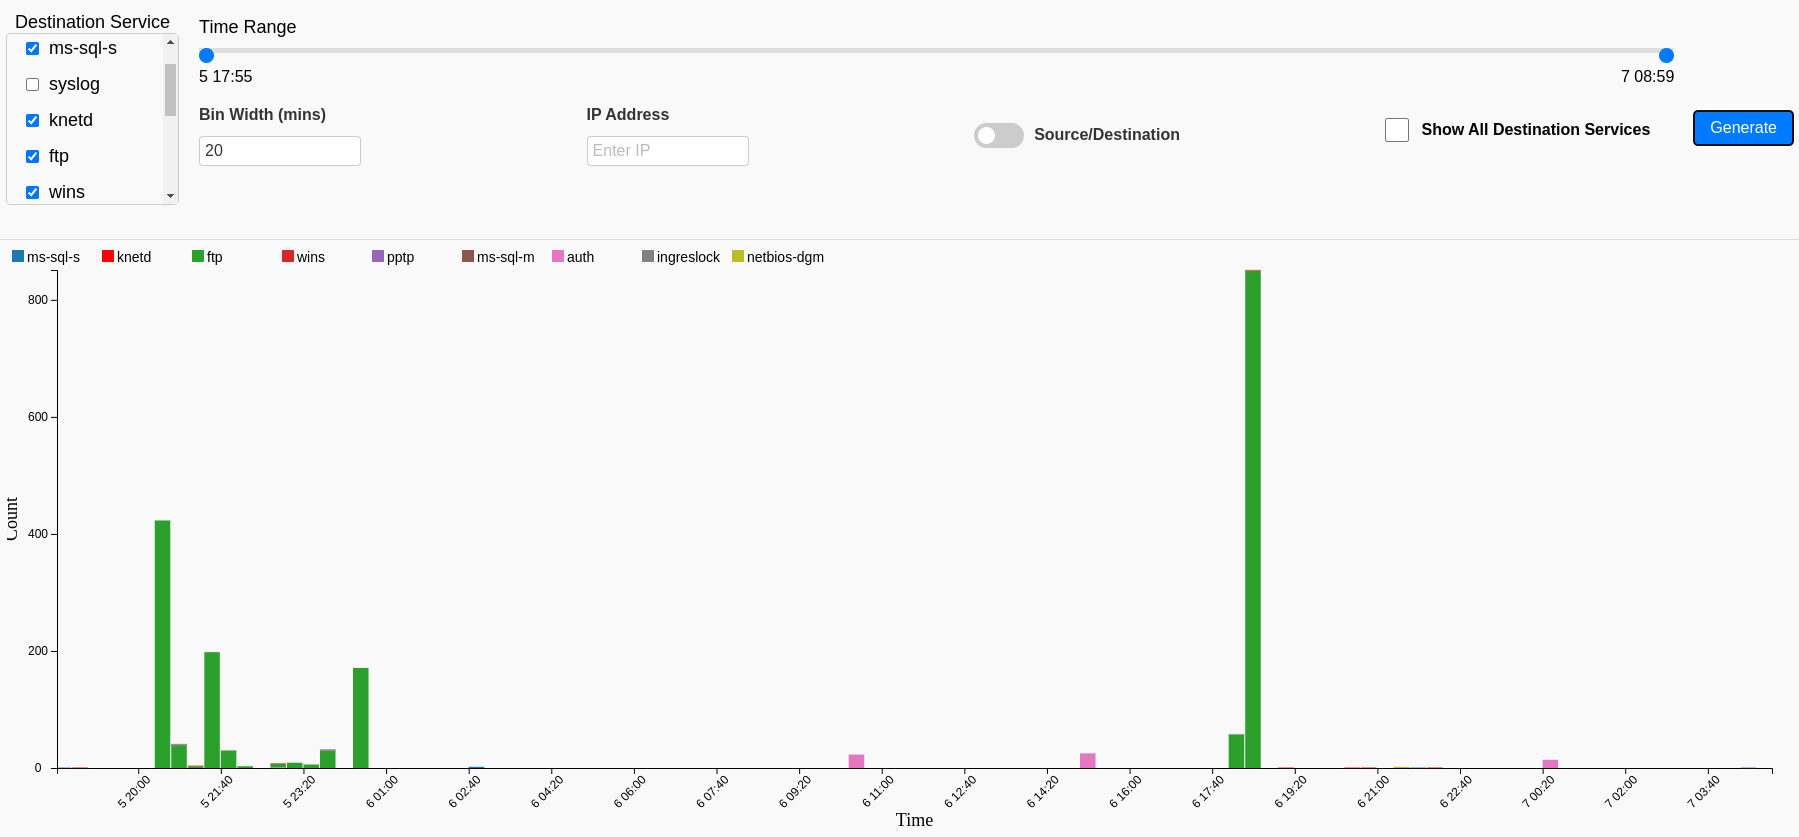 Destination Service
ms-sql-s
syslog
knetd
ftp
wins
Time Range
5 17:55
7 08:59
Bin Width (mins)
20
IP Address
Enter IP
Source/Destination
Show All Destination Services
Generate
ms-sql-s knetd ftp wins pptp ms-sql-m auth ingreslock netbios-dgm
800
600
400
200
0
Count
5 20:00 5 21:40 5 23:20 6 01:00 6 02:40 6 04:20 6 06:00 6 07:40 6 09:20 6 11:00 6 12:40 6 14:20 6 16:00 6 17:40 6 19:20 6 21:00 6 22:40 7 00:20 7 02:00 7 03:40
Time